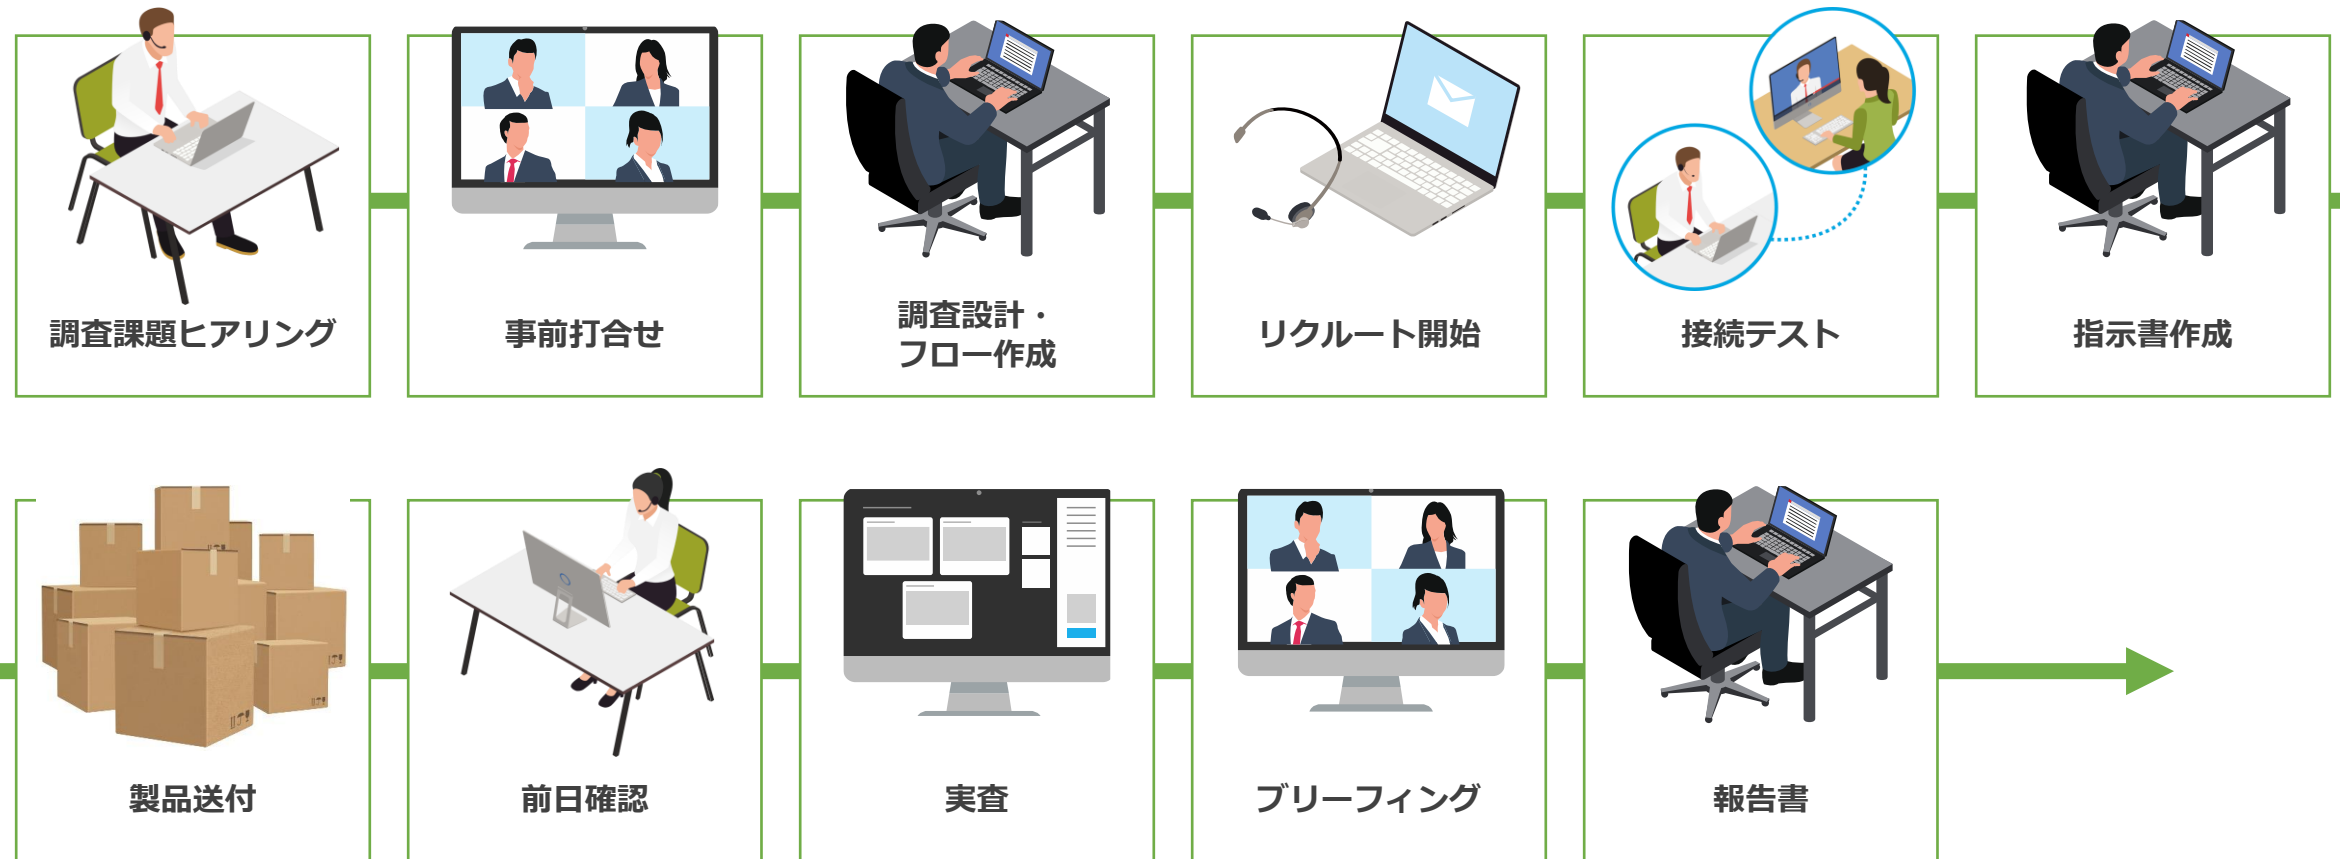 調査課題ヒアリング
事前打合せ
調査設計・
フロー作成
リクルート開始
接続テスト
指示書作成
製品送付
前日確認
実査
ブリーフィング
報告書